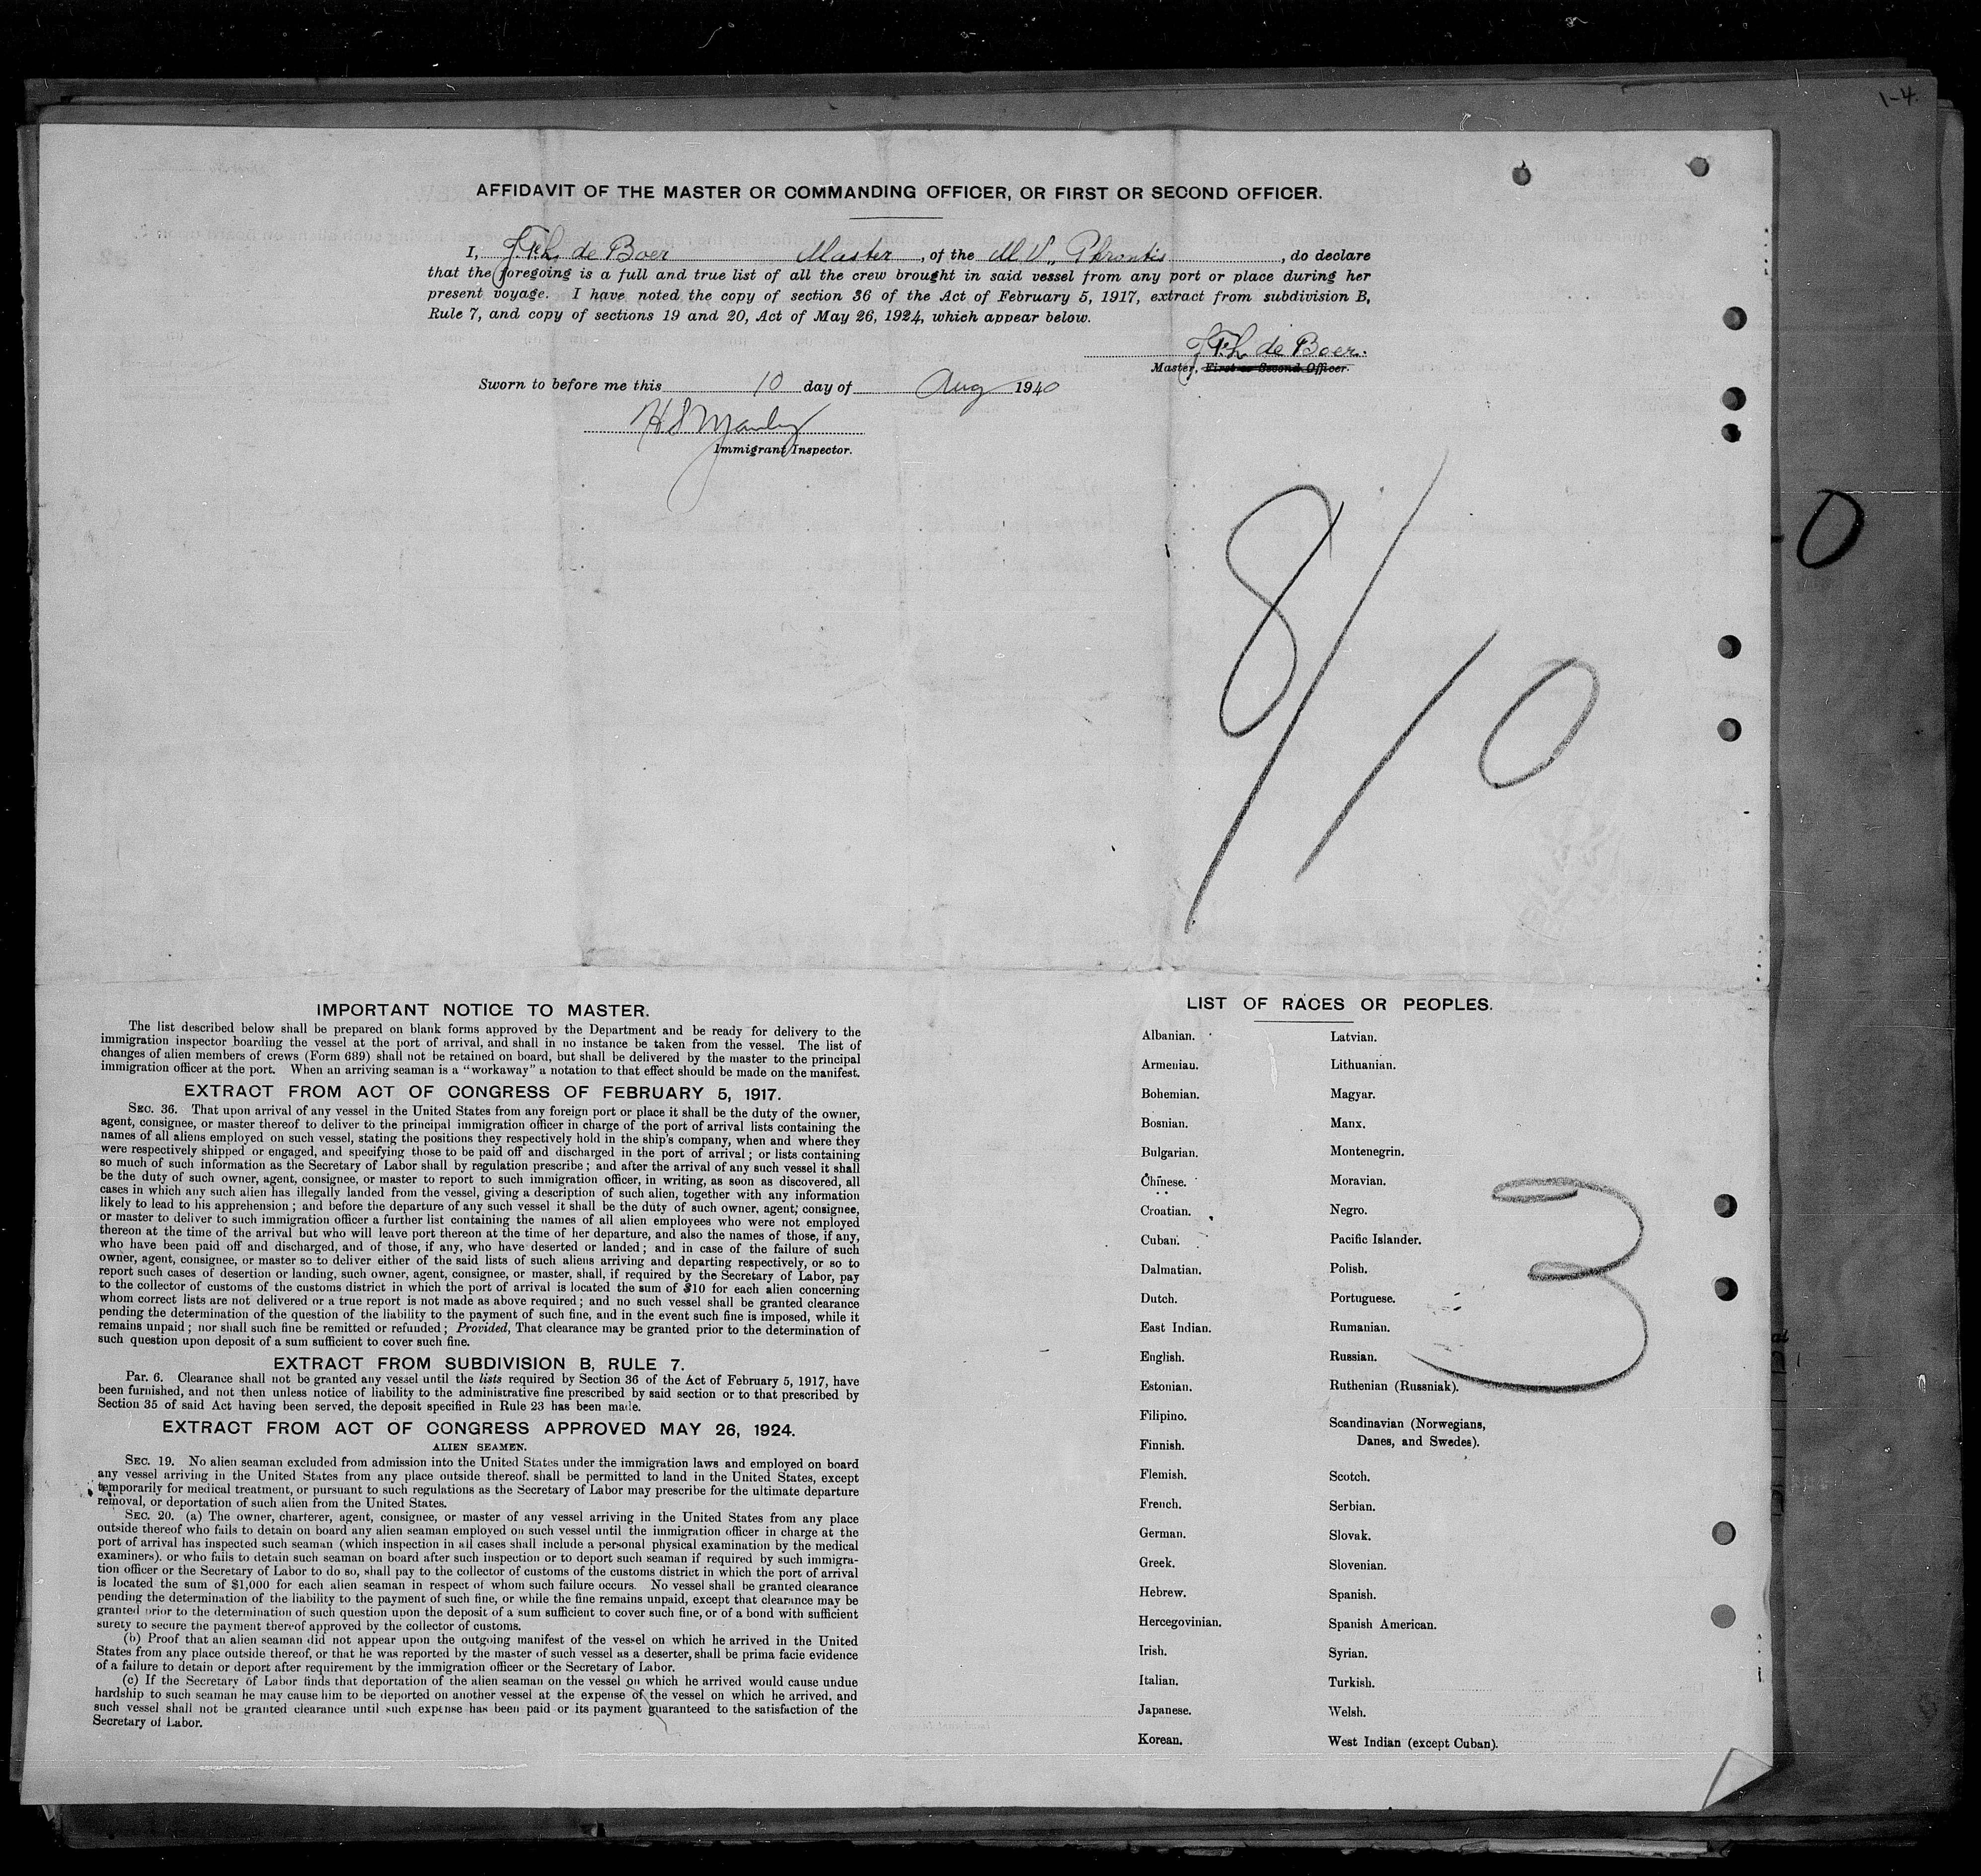 1-4.
AFFIDAVIT OF THE MASTER OR COMMANDING OFFICER, OR FIRST OR SECOND OFFICER.
I, J.Th. de Boer Master, of the M.V. „Phrontis, do declare
that the foregoing is a full and true list of all the crew brought in said vessel from any port or place during her
present voyage. I have noted the copy of section 36 of the Act of February 5, 1917, extract from subdivision B,
Rule 7, and copy of sections 19 and 20, Act of May 26, 1924, which appear below.
J.Th. de Boer.
Master, First or Second Officer.
Sworn to before me this 10 day of Aug 1940
Immigrant Inspector.
8/10
0
IMPORTANT NOTICE TO MASTER.
The list described below shall be prepared on blank forms approved by the Department and be ready for delivery to the
immigration inspector boarding the vessel at the port of arrival, and shall in no instance be taken from the vessel. The list of
changes of alien members of crews (Form 689) shall not be retained on board, but shall be delivered by the master to the principal
immigration officer at the port. When an arriving seaman is a "workaway" a notation to that effect should be made on the manifest.
EXTRACT FROM ACT OF CONGRESS OF FEBRUARY 5, 1917.
SEC. 36. That upon arrival of any vessel in the United States from any foreign port or place it shall be the duty of the owner,
agent, consignee, or master thereof to deliver to the principal immigration officer in charge of the port of arrival lists containing the
names of all aliens employed on such vessel, stating the positions they respectively hold in the ship's company, when and where they
were respectively shipped or engaged, and specifying those to be paid off and discharged in the port of arrival; or lists containing
so much of such information as the Secretary of Labor shall by regulation prescribe; and after the arrival of any such vessel it shall
be the duty of such owner, agent, consignee, or master to report to such immigration officer, in writing, as soon as discovered, all
cases in which any such alien has illegally landed from the vessel, giving a description of such alien, together with any information
likely to lead to his apprehension; and before the departure of any such vessel it shall be the duty of such owner, agent, consignee,
or master to deliver to such immigration officer a further list containing the names of all alien employees who were not employed
thereon at the time of the arrival but who will leave port thereon at the time of her departure, and also the names of those, if any,
who have been paid off and discharged, and of those, if any, who have deserted or landed; and in case of the failure of such
owner, agent, consignee, or master so to deliver either of the said lists of such aliens arriving and departing respectively, or so to
report such cases of desertion or landing, such owner, agent, consignee, or master, shall, if required by the Secretary of Labor, pay
to the collector of customs of the customs district in which the port of arrival is located the sum of $10 for each alien concerning
whom correct lists are not delivered or a true report is not made as above required; and no such vessel shall be granted clearance
pending the determination of the question of the liability to the payment of such fine, and in the event such fine is imposed, while it
remains unpaid; nor shall such fine be remitted or refunded; Provided, That clearance may be granted prior to the determination of
such question upon deposit of a sum sufficient to cover such fine.
EXTRACT FROM SUBDIVISION B, RULE 7.
Par. 6. Clearance shall not be granted any vessel until the lists required by Section 36 of the Act of February 5, 1917, have
been furnished, and not then unless notice of liability to the administrative fine prescribed by said section or to that prescribed by
Section 35 of said Act having been served, the deposit specified in Rule 23 has been made.
EXTRACT FROM ACT OF CONGRESS APPROVED MAY 26, 1924.
ALIEN SEAMEN.
SEC. 19. No alien seaman excluded from admission into the United States under the immigration laws and employed on board
any vessel arriving in the United States from any place outside thereof. shall be permitted to land in the United States, except
temporarily for medical treatment, or pursuant to such regulations as the Secretary of Labor may prescribe for the ultimate departure
removal, or deportation of such alien from the United States.
SEC. 20. (a) The owner, charterer, agent, consignee, or master of any vessel arriving in the United States from any place
outside thereof who fails to detain on board any alien seaman employed on such vessel until the immigration officer in charge at the
port of arrival has inspected such seaman (which inspection in all cases shall include a personal physical examination by the medical
examiners). or who fails to detain such seaman on board after such inspection or to deport such seaman if required by such immigra-
tion officer or the Secretary of Labor to do so, shall pay to the collector of customs of the customs district in which the port of arrival
is located the sum of $1,000 for each alien seaman in respect of whom such failure occurs. No vessel shall be granted clearance
pending the determination of the liability to the payment of such fine, or while the fine remains unpaid, except that clearance may be
granted prior to the determination of such question upon the deposit of a sum sufficient to cover such fine, or of a bond with sufficient
surety to secure the payment thereof approved by the collector of customs.
(b) Proof that an alien seaman did not appear upon the outgoing manifest of the vessel on which he arrived in the United
States from any place outside thereof, or that he was reported by the master of such vessel as a deserter, shall be prima facie evidence
of a failure to detain or deport after requirement by the immigration officer or the Secretary of Labor.
(c) If the Secretary of Labor finds that deportation of the alien seaman on the vessel on which he arrived would cause undue
hardship to such seaman he may cause him to be deported on another vessel at the expense of the vessel on which he arrived. and
such vessel shall not be granted clearance until such expense has been paid or its payment guaranteed to the satisfaction of the
Secretary of Labor.
LIST OF RACES OR PEOPLES.
Albanian.
Armenian.
Bohemian.
Bosnian.
Bulgarian.
Chinese.
Croatian.
Cuban.
Dalmatian.
Dutch.
East Indian.
English.
Estonian.
Filipino.
Finnish.
Flemish.
French.
German.
Greek.
Hebrew.
Hercegovinian.
Irish.
Italian.
Japanese.
Korean.
Latvian.
Lithuanian.
Magyar.
Manx.
Montenegrin.
Moravian.
Negro.
Pacific Islander.
Polish.
Portuguese.
Rumanian.
Russian.
Ruthenian (Russniak).
Scandinavian (Norwegians,
Danes, and Swedes).
Scotch.
Serbian.
Slovak.
Slovenian.
Spanish.
Spanish American.
Syrian.
Turkish.
Welsh.
West Indian (except Cuban).
3